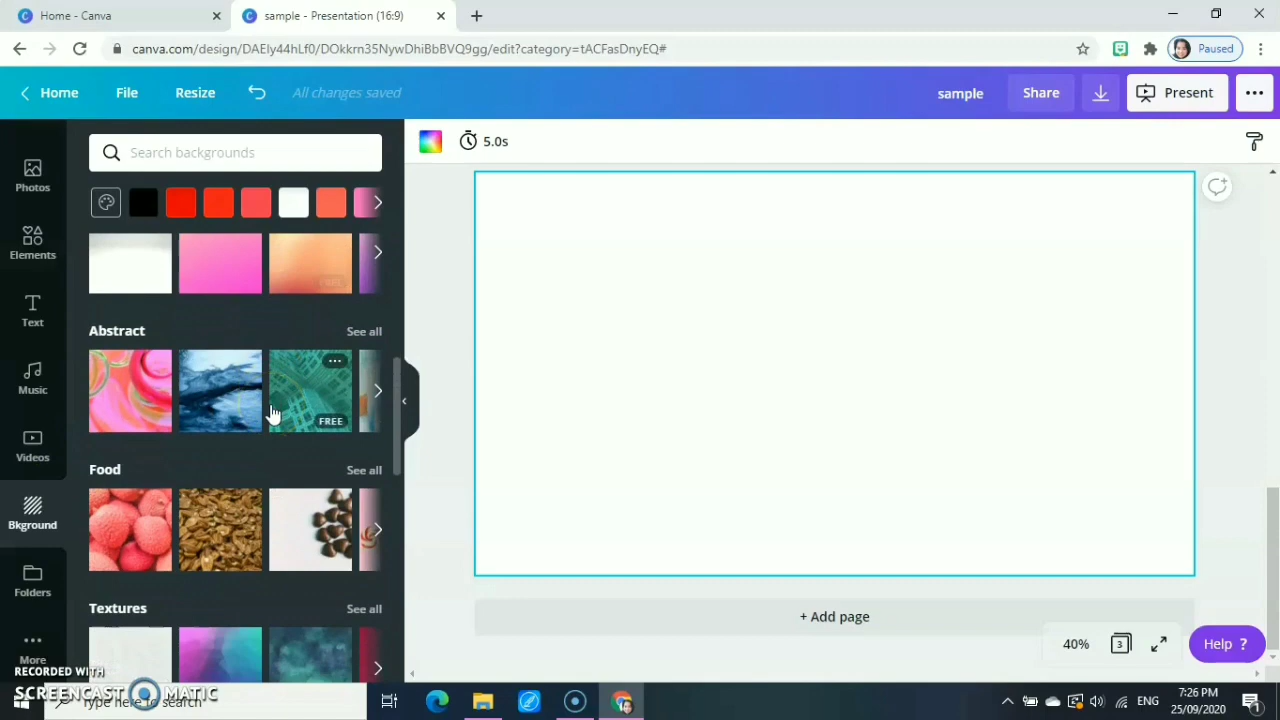 Home - Canva
sample - Presentation (16:9)
canva.com/design/DAEly44hLf0/DOkkrn35NywDhiBbBVQ9gg/edit?category=tACFasDnyEQ#
Paused
Home
File
Resize
All changes saved
sample
Share
Present
Search backgrounds
5.0s
Photos
Elements
Text
Music
Videos
Bkground
Folders
More
FREE
Abstract
See all
FREE
Food
See all
Textures
See all
+ Add page
40%
3
Help ?
RECORDED WITH
SCREENCAST MATIC
Type here to search
ENG
7:26 PM
25/09/2020
1